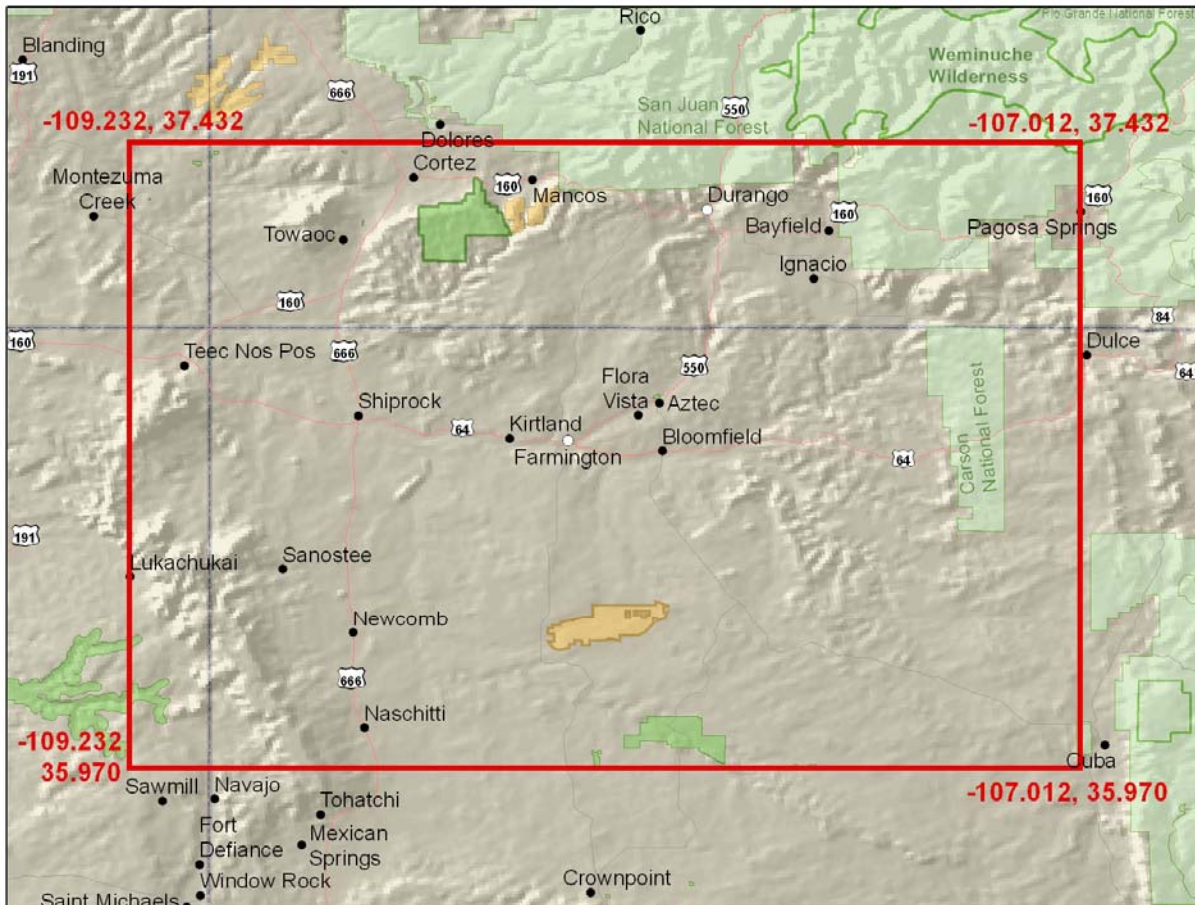 Rico
Rio Grande National Forest
Blanding
191
666
Weminuche
Wilderness
550
San Juan
National Forest
-109.232, 37.432
-107.012, 37.432
Dolores
Cortez
Montezuma
Creek
160
Mancos
Durango
160
160
Bayfield
Pagosa Springs
Towaoc
Ignacio
160
84
160
666
Dulce
Teec Nos Pos
550
64
Flora
Vista
Aztec
Shiprock
Kirtland
64
Farmington
Bloomfield
64
Carson
National Forest
191
Lukachukai
Sanostee
Newcomb
666
Naschitti
-109.232
35.970
Cuba
-107.012, 35.970
Sawmill
Navajo
Tohatchi
Fort
Defiance
Mexican
Springs
Window Rock
Crownpoint
Saint Michaels